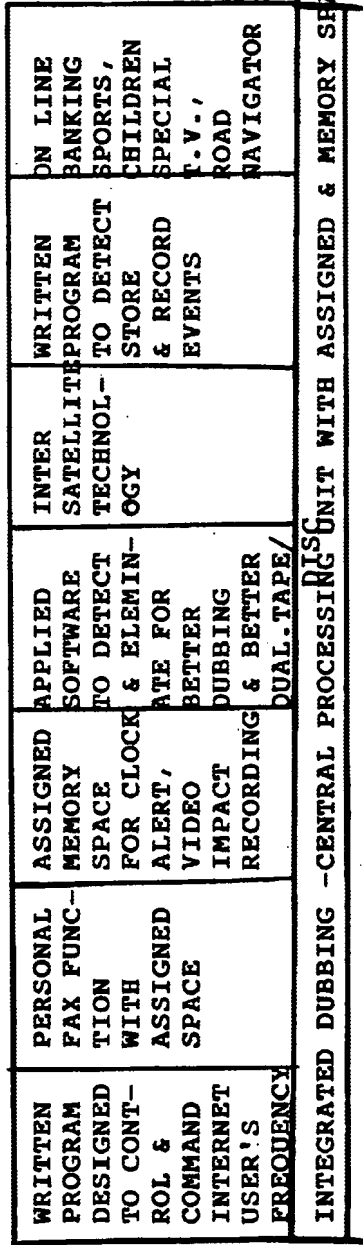 WRITTEN
PROGRAM
DESIGNED
TO CONT-
ROL &
COMMAND
INTERNET
USER'S
FREQUENCY
PERSONAL
FAX FUNC-
TION
WITH
ASSIGNED
SPACE
ASSIGNED
MEMORY
SPACE
FOR CLOCK
ALERT,
VIDEO
IMPACT
RECORDING
APPLIED
SOFTWARE
TO DETECT
& ELEMIN-
ATE FOR
BETTER
DUBBING
& BETTER
DUAL.TAPE/
DISC
INTER
SATELLITE
TECHNOL-
OGY
WRITTEN
PROGRAM
TO DETECT
STORE
& RECORD
EVENTS
ON LINE
BANKING
SPORTS,
CHILDREN
SPECIAL
T.V.,
ROAD
NAVIGATOR
INTEGRATED DUBBING -CENTRAL PROCESSING UNIT WITH ASSIGNED & MEMORY